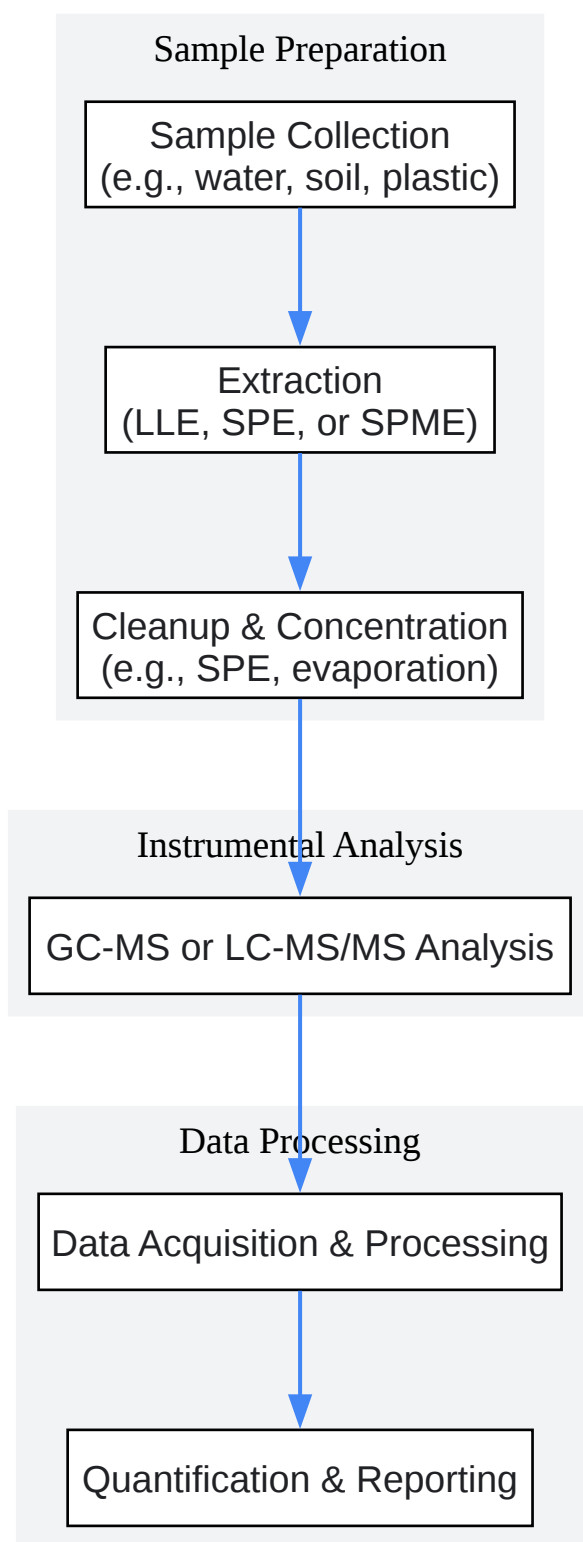 Sample Preparation
Sample Collection
(e.g., water, soil, plastic)
Extraction
(LLE, SPE, or SPME)
Cleanup & Concentration
(e.g., SPE, evaporation)
Instrumental Analysis
GC-MS or LC-MS/MS Analysis
Data Processing
Data Acquisition & Processing
Quantification & Reporting